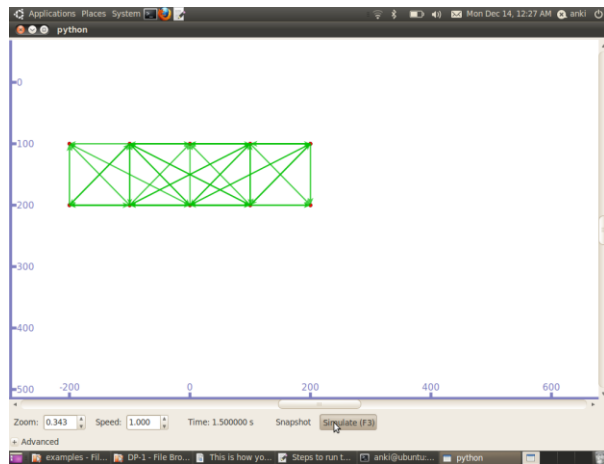 Applications Places System Mon Dec 14, 12:27 AM anki
python
0
100
200
300
400
500
-200 0 200 400 600
Zoom: 0.343 Speed: 1.000 Time: 1.500000 s Snapshot Simulate (F3)
+ Advanced
examples - Fil... DP-1 - File Bro... This is how yo... Steps to run t... anki@ubuntu:... python